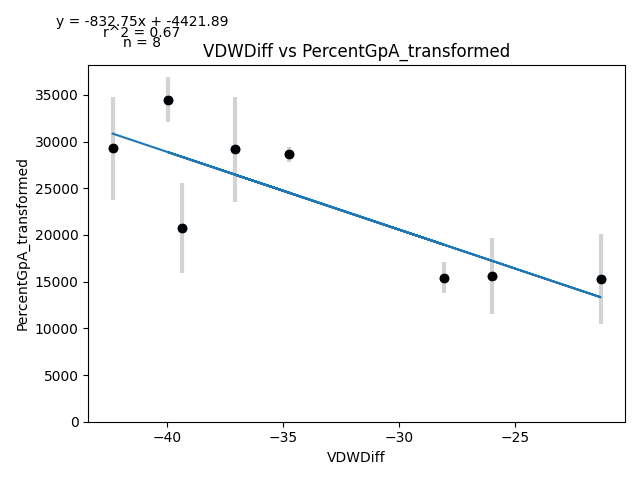 y = -832.75x + -4421.89
r^2 = 0.67
n = 8
VDWDiff vs PercentGpA_transformed
PercentGpA_transformed
35000
30000
25000
20000
15000
10000
5000
0
−40
−35
−30
−25
VDWDiff